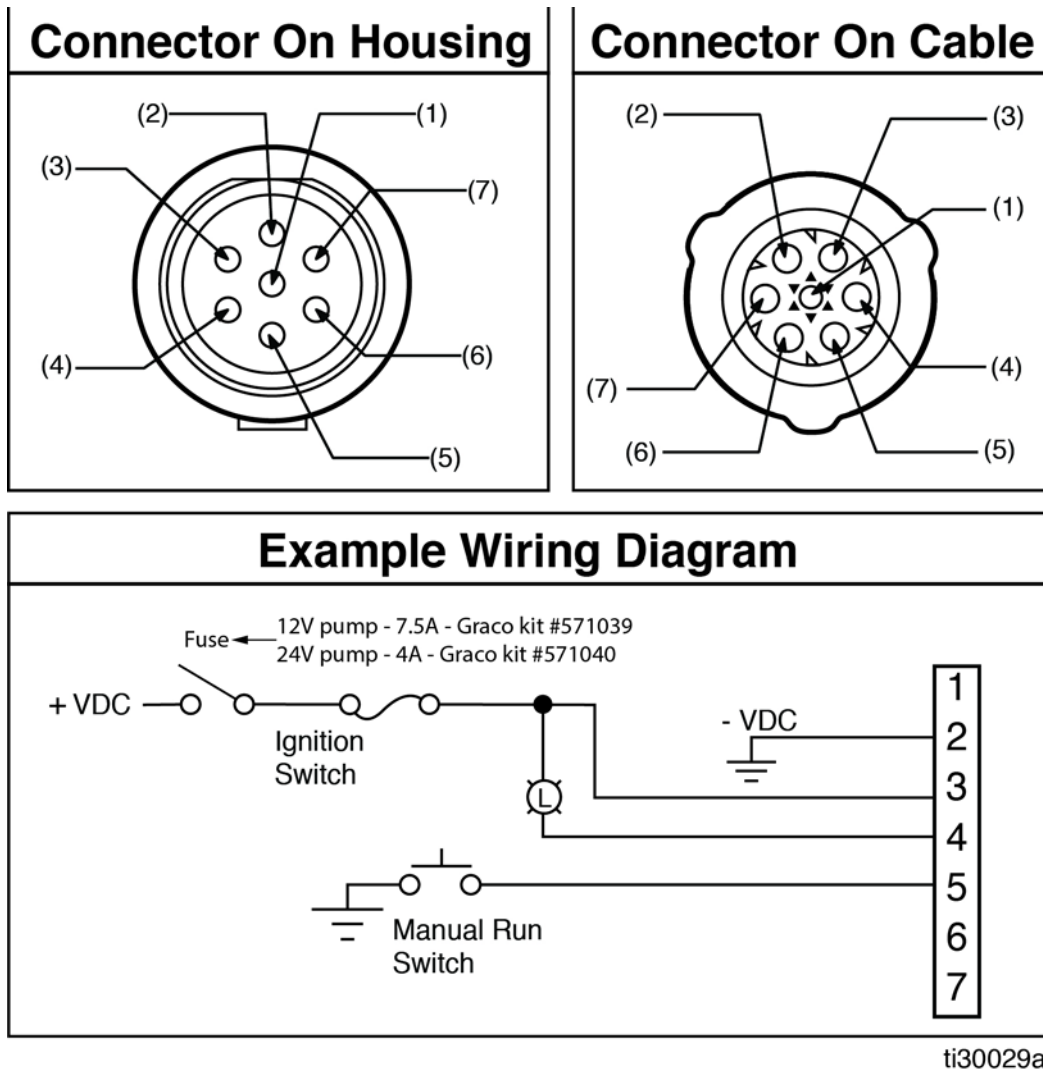 Connector On Housing
(2)
(1)
(3)
(7)
(4)
(6)
(5)
Connector On Cable
(2)
(3)
(1)
(7)
(4)
(6)
(5)
Example Wiring Diagram
Fuse
12V pump - 7.5A - Graco kit #571039
24V pump - 4A - Graco kit #571040
+ VDC
Ignition
Switch
L
- VDC
Manual Run
Switch
1
2
3
4
5
6
7
ti30029a